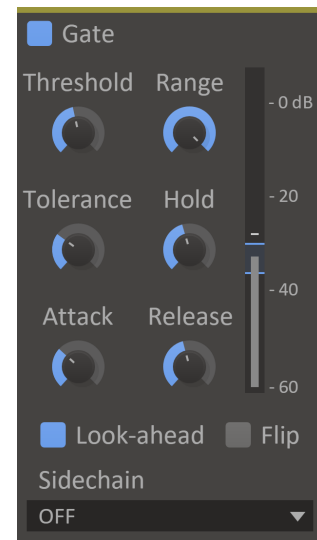 Gate
Threshold Range
- 0 dB
Tolerance Hold
- 20
- 40
Attack Release
- 60
Look-ahead Flip
Sidechain
OFF